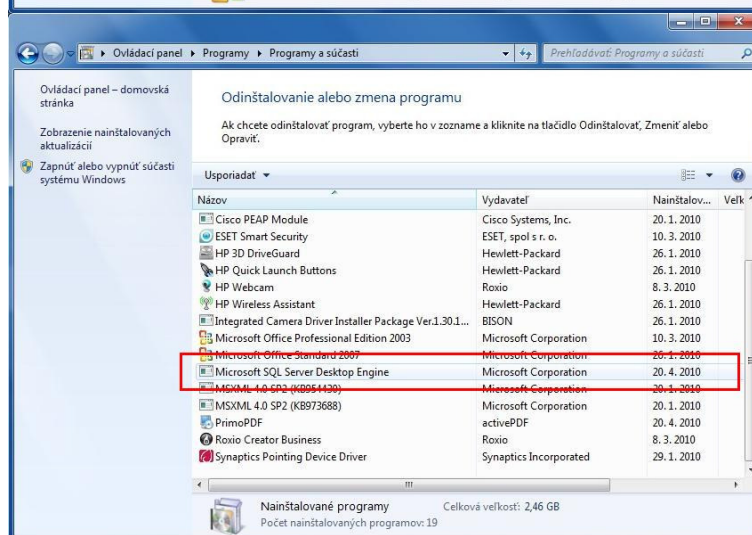 Ovládací panel ▸ Programy ▸ Programy a súčasti
Prehľadávať: Programy a súčasti
Ovládací panel – domovská
stránka
Zobrazenie nainštalovaných
aktualizácií
Zapnúť alebo vypnúť súčasti
systému Windows
Odinštalovanie alebo zmena programu
Ak chcete odinštalovať program, vyberte ho v zozname a kliknite na tlačidlo Odinštalovať, Zmeniť alebo
Opraviť.
Usporiadať
Názov Vydavateľ Nainštalov... Veľk
Cisco PEAP Module Cisco Systems, Inc. 20. 1. 2010
ESET Smart Security ESET, spol s r. o. 10. 3. 2010
HP 3D DriveGuard Hewlett-Packard 26. 1. 2010
HP Quick Launch Buttons Hewlett-Packard 26. 1. 2010
HP Webcam Roxio 8. 3. 2010
HP Wireless Assistant Hewlett-Packard 26. 1. 2010
Integrated Camera Driver Installer Package Ver.1.30.1... BISON 26. 1. 2010
Microsoft Office Professional Edition 2003 Microsoft Corporation 10. 3. 2010
Microsoft Office Standard 2007 Microsoft Corporation 26. 1. 2010
Microsoft SQL Server Desktop Engine Microsoft Corporation 20. 4. 2010
MSXML 4.0 SP2 (KB954430) Microsoft Corporation 20. 1. 2010
MSXML 4.0 SP2 (KB973688) Microsoft Corporation 20. 1. 2010
PrimoPDF activePDF 20. 4. 2010
Roxio Creator Business Roxio 8. 3. 2010
Synaptics Pointing Device Driver Synaptics Incorporated 29. 1. 2010
Nainštalované programy Celková veľkosť: 2,46 GB
Počet nainštalovaných programov: 19